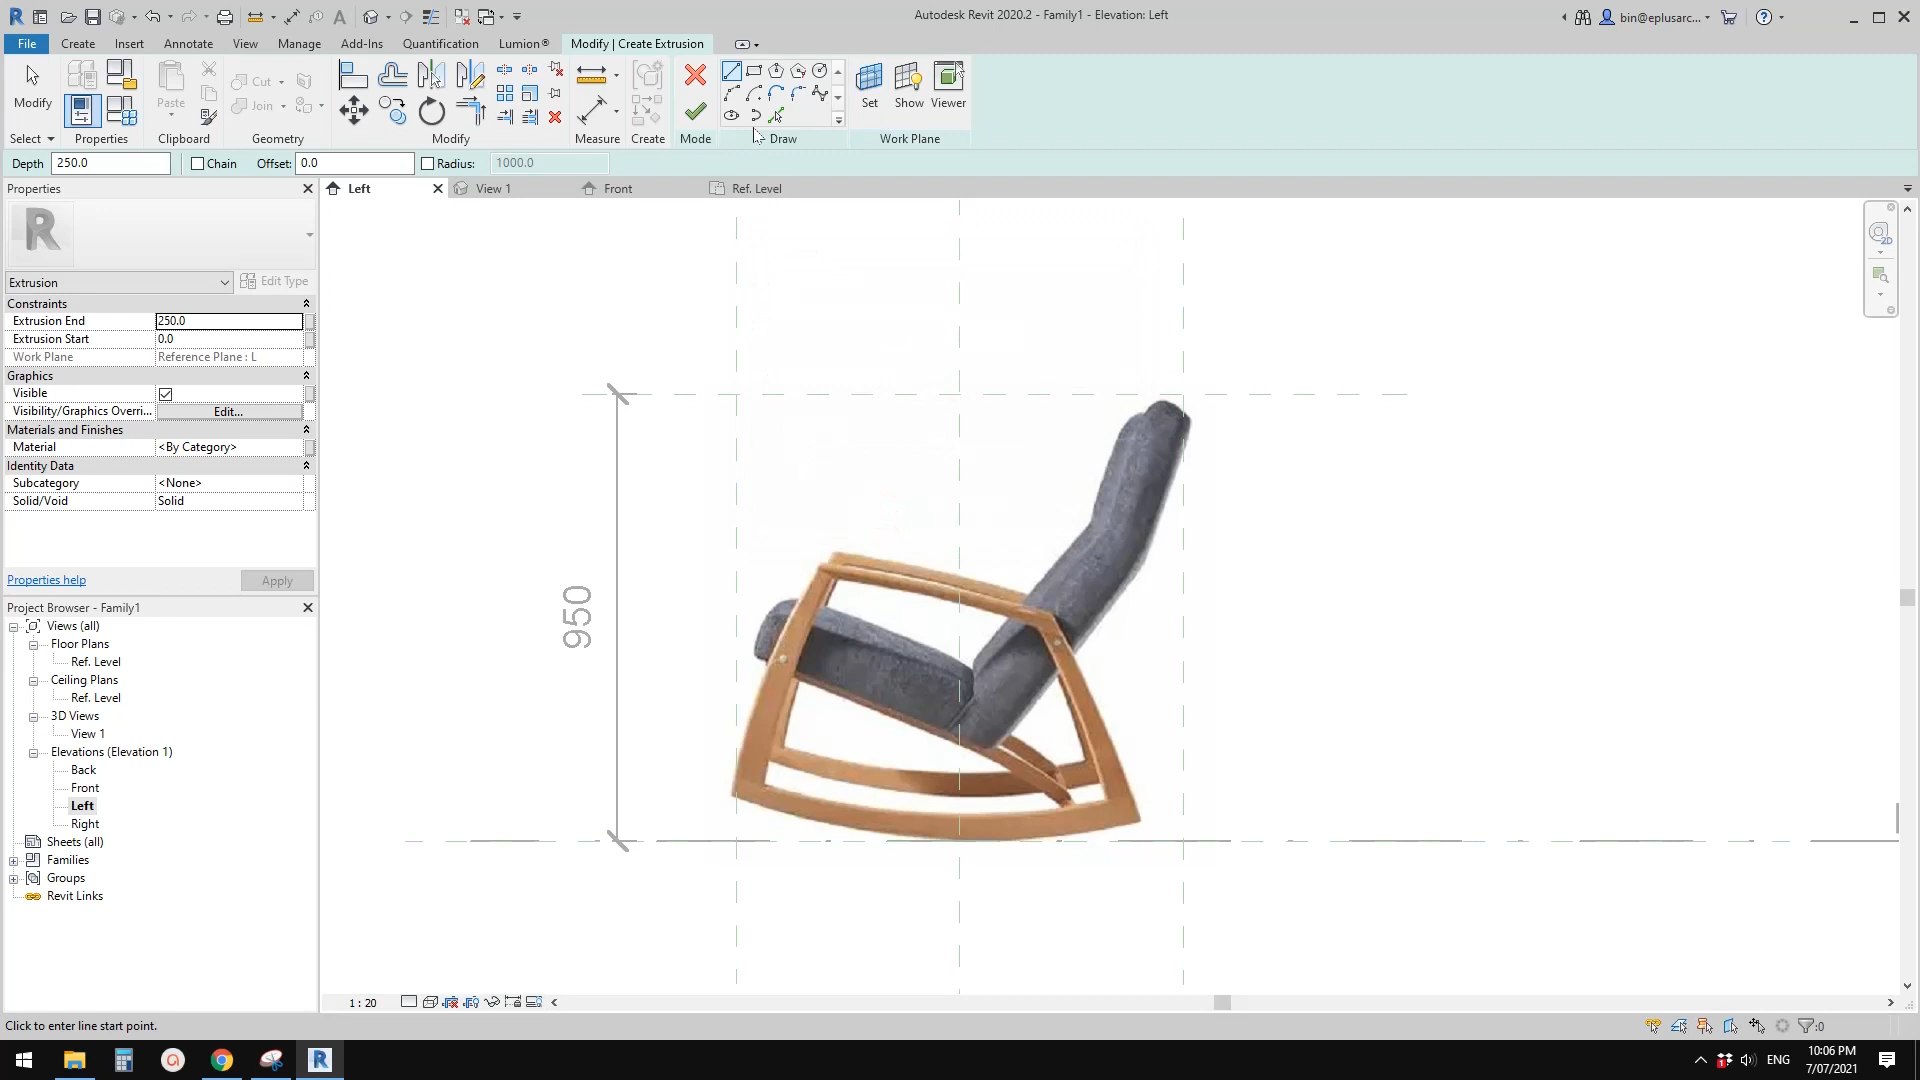 Autodesk Revit 2020.2 - Family1 - Elevation: Left
bin@eplusarc...
File Create Insert Annotate View Manage Add-Ins Quantification Lumion® Modify | Create Extrusion
Modify
Paste
Cut
Join
Set Show Viewer
Select Properties Clipboard Geometry Modify Measure Create Mode Draw Work Plane
Depth 250.0 Chain Offset: 0.0 Radius: 1000.0
Properties
Left View 1 Front Ref. Level
R
2D
Extrusion Edit Type
Constraints
Extrusion End 250.0
Extrusion Start 0.0
Work Plane Reference Plane : L
Graphics
Visible
Visibility/Graphics Overri... Edit...
Materials and Finishes
Material <By Category>
Identity Data
Subcategory <None>
Solid/Void Solid
Properties help Apply
950
Project Browser - Family1
Views (all)
Floor Plans
Ref. Level
Ceiling Plans
Ref. Level
3D Views
View 1
Elevations (Elevation 1)
Back
Front
Left
Right
Sheets (all)
Families
Groups
Revit Links
1 : 20
Click to enter line start point.
:0
ENG
10:06 PM
7/07/2021